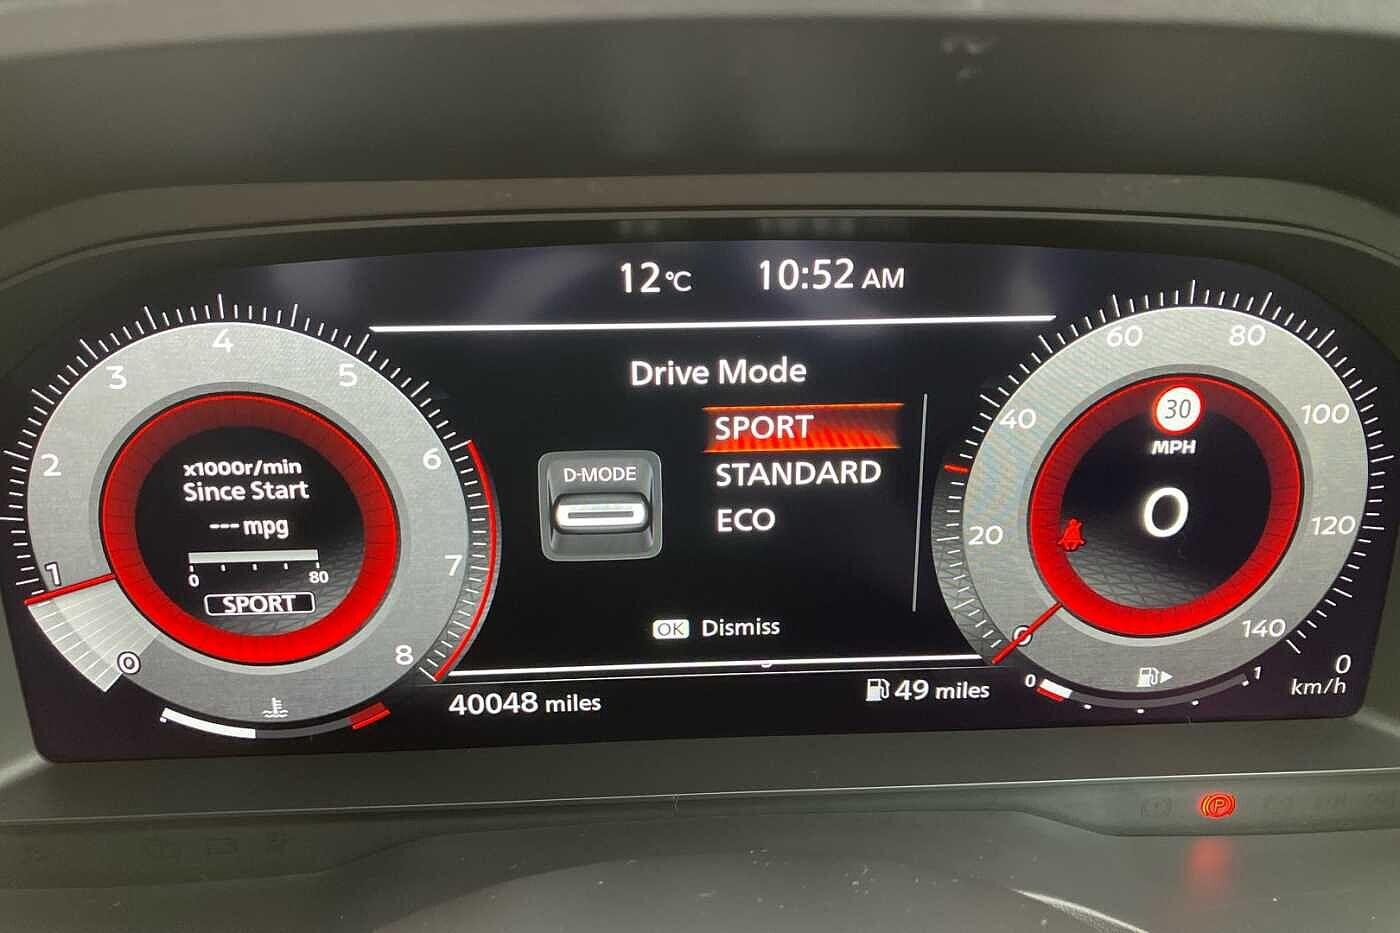 12°C
10:52 AM
Drive Mode
SPORT
STANDARD
ECO
D-MODE
OK Dismiss
40048 miles
49 miles
0
1
2
3
4
5
6
7
8
x1000r/min
Since Start
--- mpg
0 80
SPORT
0
20
40
60
80
100
120
140
30
MPH
0
0 1
0
km/h
P